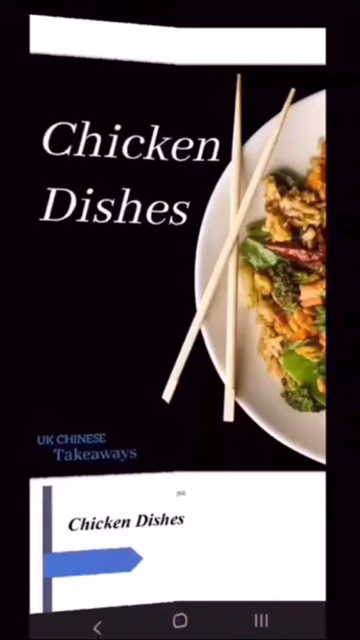 Chicken
Dishes
UK CHINESE
Takeaways
Chicken Dishes